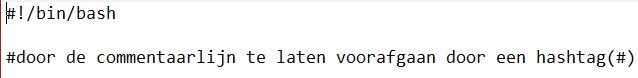 #!/bin/bash
#door de commentaarlijn te laten voorafgaan door een hashtag(#)